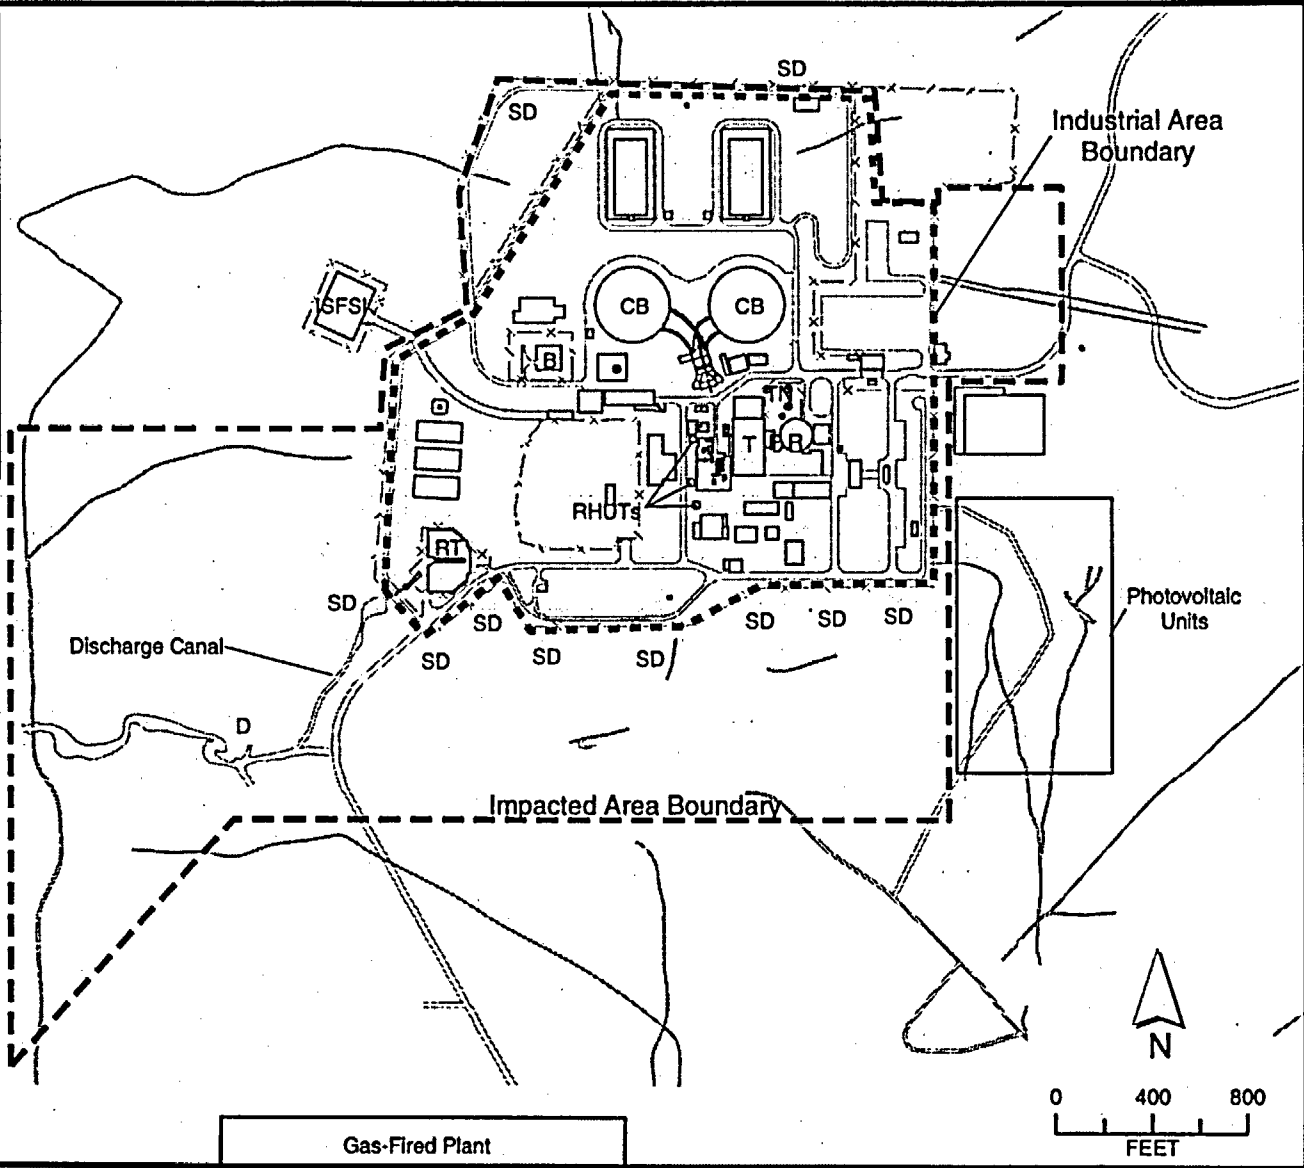 SD
SD
Industrial Area
Boundary
ISFSI
CB
CB
B
T
R
RHUTs
RT
SD
SD
SD
SD
SD
SD
SD
SD
Photovoltaic
Units
Discharge Canal
D
Impacted Area Boundary
N
0 400 800
FEET
Gas-Fired Plant